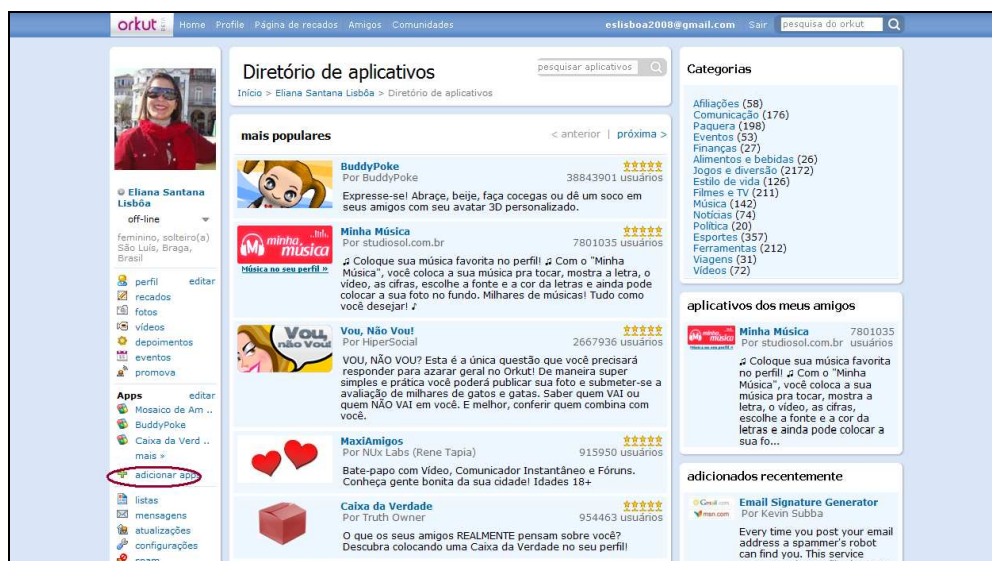 orkut Home Profile Página de recados Amigos Comunidades eslisboa2008@gmail.com Sair pesquisa do orkut
Eliana Santana
Lisbôa
off-line
feminino, solteiro(a)
São Luís, Braga,
Brasil
perfil editar
recados
fotos
vídeos
depoimentos
eventos
promova
Apps editar
Mosaico de Am ..
BuddyPoke
Caixa da Verd ..
mais »
adicionar apps
listas
mensagens
atualizações
configurações
spam
Diretório de aplicativos
pesquisar aplicativos
Início > Eliana Santana Lisbôa > Diretório de aplicativos
mais populares < anterior | próxima >
BuddyPoke
Por BuddyPoke 38843901 usuários
Expresse-se! Abraçe, beije, faça cocegas ou dê um soco em
seus amigos com seu avatar 3D personalizado.
minha música
Música no seu perfil »
Minha Música
Por studiosol.com.br 7801035 usuários
♫ Coloque sua música favorita no perfil! ♫ Com o "Minha
Música", você coloca a sua música pra tocar, mostra a letra, o
vídeo, as cifras, escolhe a fonte e a cor da letras e ainda pode
colocar a sua foto no fundo. Milhares de músicas! Tudo como
você desejar! ♪
Vou,
não Vou!
Vou, Não Vou!
Por HiperSocial 2667936 usuários
VOU, NÃO VOU? Esta é a única questão que você precisará
responder para azarar geral no Orkut! De maneira super
simples e prática você poderá publicar sua foto e submeter-se a
avaliação de milhares de gatos e gatas. Saber quem VAI ou
quem NÃO VAI em você. E melhor, conferir quem combina com
você.
MaxiAmigos
Por NUx Labs (Rene Tapia) 915950 usuários
Bate-papo com Vídeo, Comunicador Instantâneo e Fóruns.
Conheça gente bonita da sua cidade! Idades 18+
Caixa da Verdade
Por Truth Owner 954463 usuários
O que os seus amigos REALMENTE pensam sobre você?
Descubra colocando uma Caixa da Verdade no seu perfil!
Categorias
Afiliações (58)
Comunicação (176)
Paquera (198)
Eventos (53)
Finanças (27)
Alimentos e bebidas (26)
Jogos e diversão (2172)
Estilo de vida (126)
Filmes e TV (211)
Música (142)
Notícias (74)
Política (20)
Esportes (357)
Ferramentas (212)
Viagens (31)
Vídeos (72)
aplicativos dos meus amigos
minha música
Minha Música 7801035
Por studiosol.com.br usuários
♫ Coloque sua música favorita
no perfil! ♫ Com o "Minha
Música", você coloca a sua
música pra tocar, mostra a
letra, o vídeo, as cifras,
escolhe a fonte e a cor da
letras e ainda pode colocar a
sua fo...
adicionados recentemente
Email Signature Generator
Por Kevin Subba
Every time you post your email
address a spammer's robot
can find you. This service